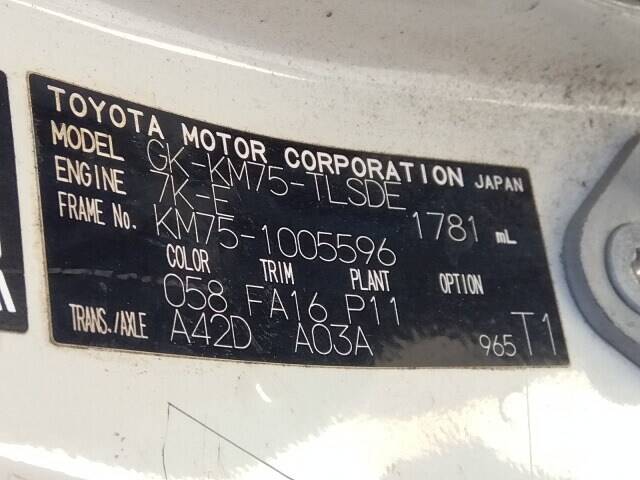 TOYOTA MOTOR CORPORATION JAPAN
MODEL GK-KM75-TLSDE
ENGINE 7K-E 1781 mL
FRAME No. KM75-1005596
COLOR TRIM PLANT OPTION
058 FA16 P11
TRANS./AXLE A42D A03A 965 T1